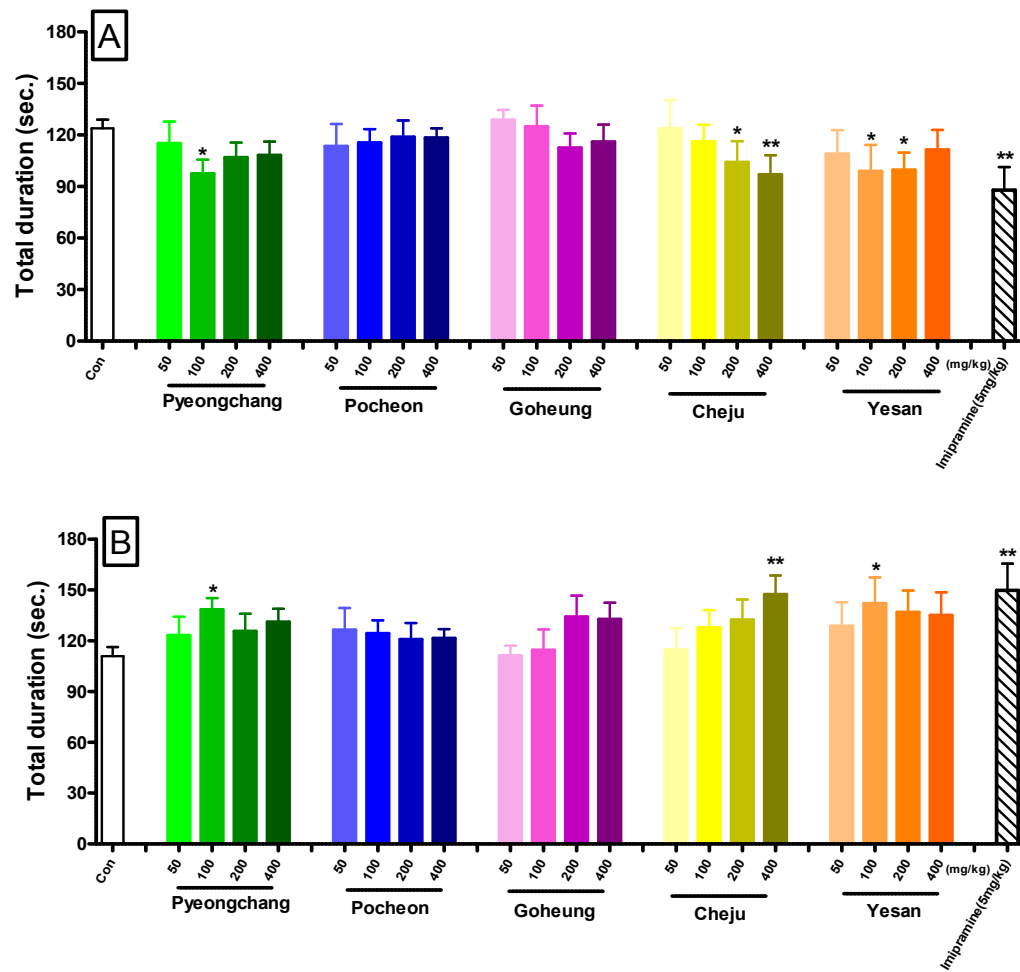 A
Total duration (sec.)
180
150
120
90
60
30
0
* * ** * * **
Con 50 100 200 400 50 100 200 400 50 100 200 400 50 100 200 400 50 100 200 400 (mg/kg) Imipramine(5mg/kg)
Pyeongchang Pocheon Goheung Cheju Yesan
B
Total duration (sec.)
180
150
120
90
60
30
0
* ** * **
Con 50 100 200 400 50 100 200 400 50 100 200 400 50 100 200 400 50 100 200 400 (mg/kg) Imipramine(5mg/kg)
Pyeongchang Pocheon Goheung Cheju Yesan